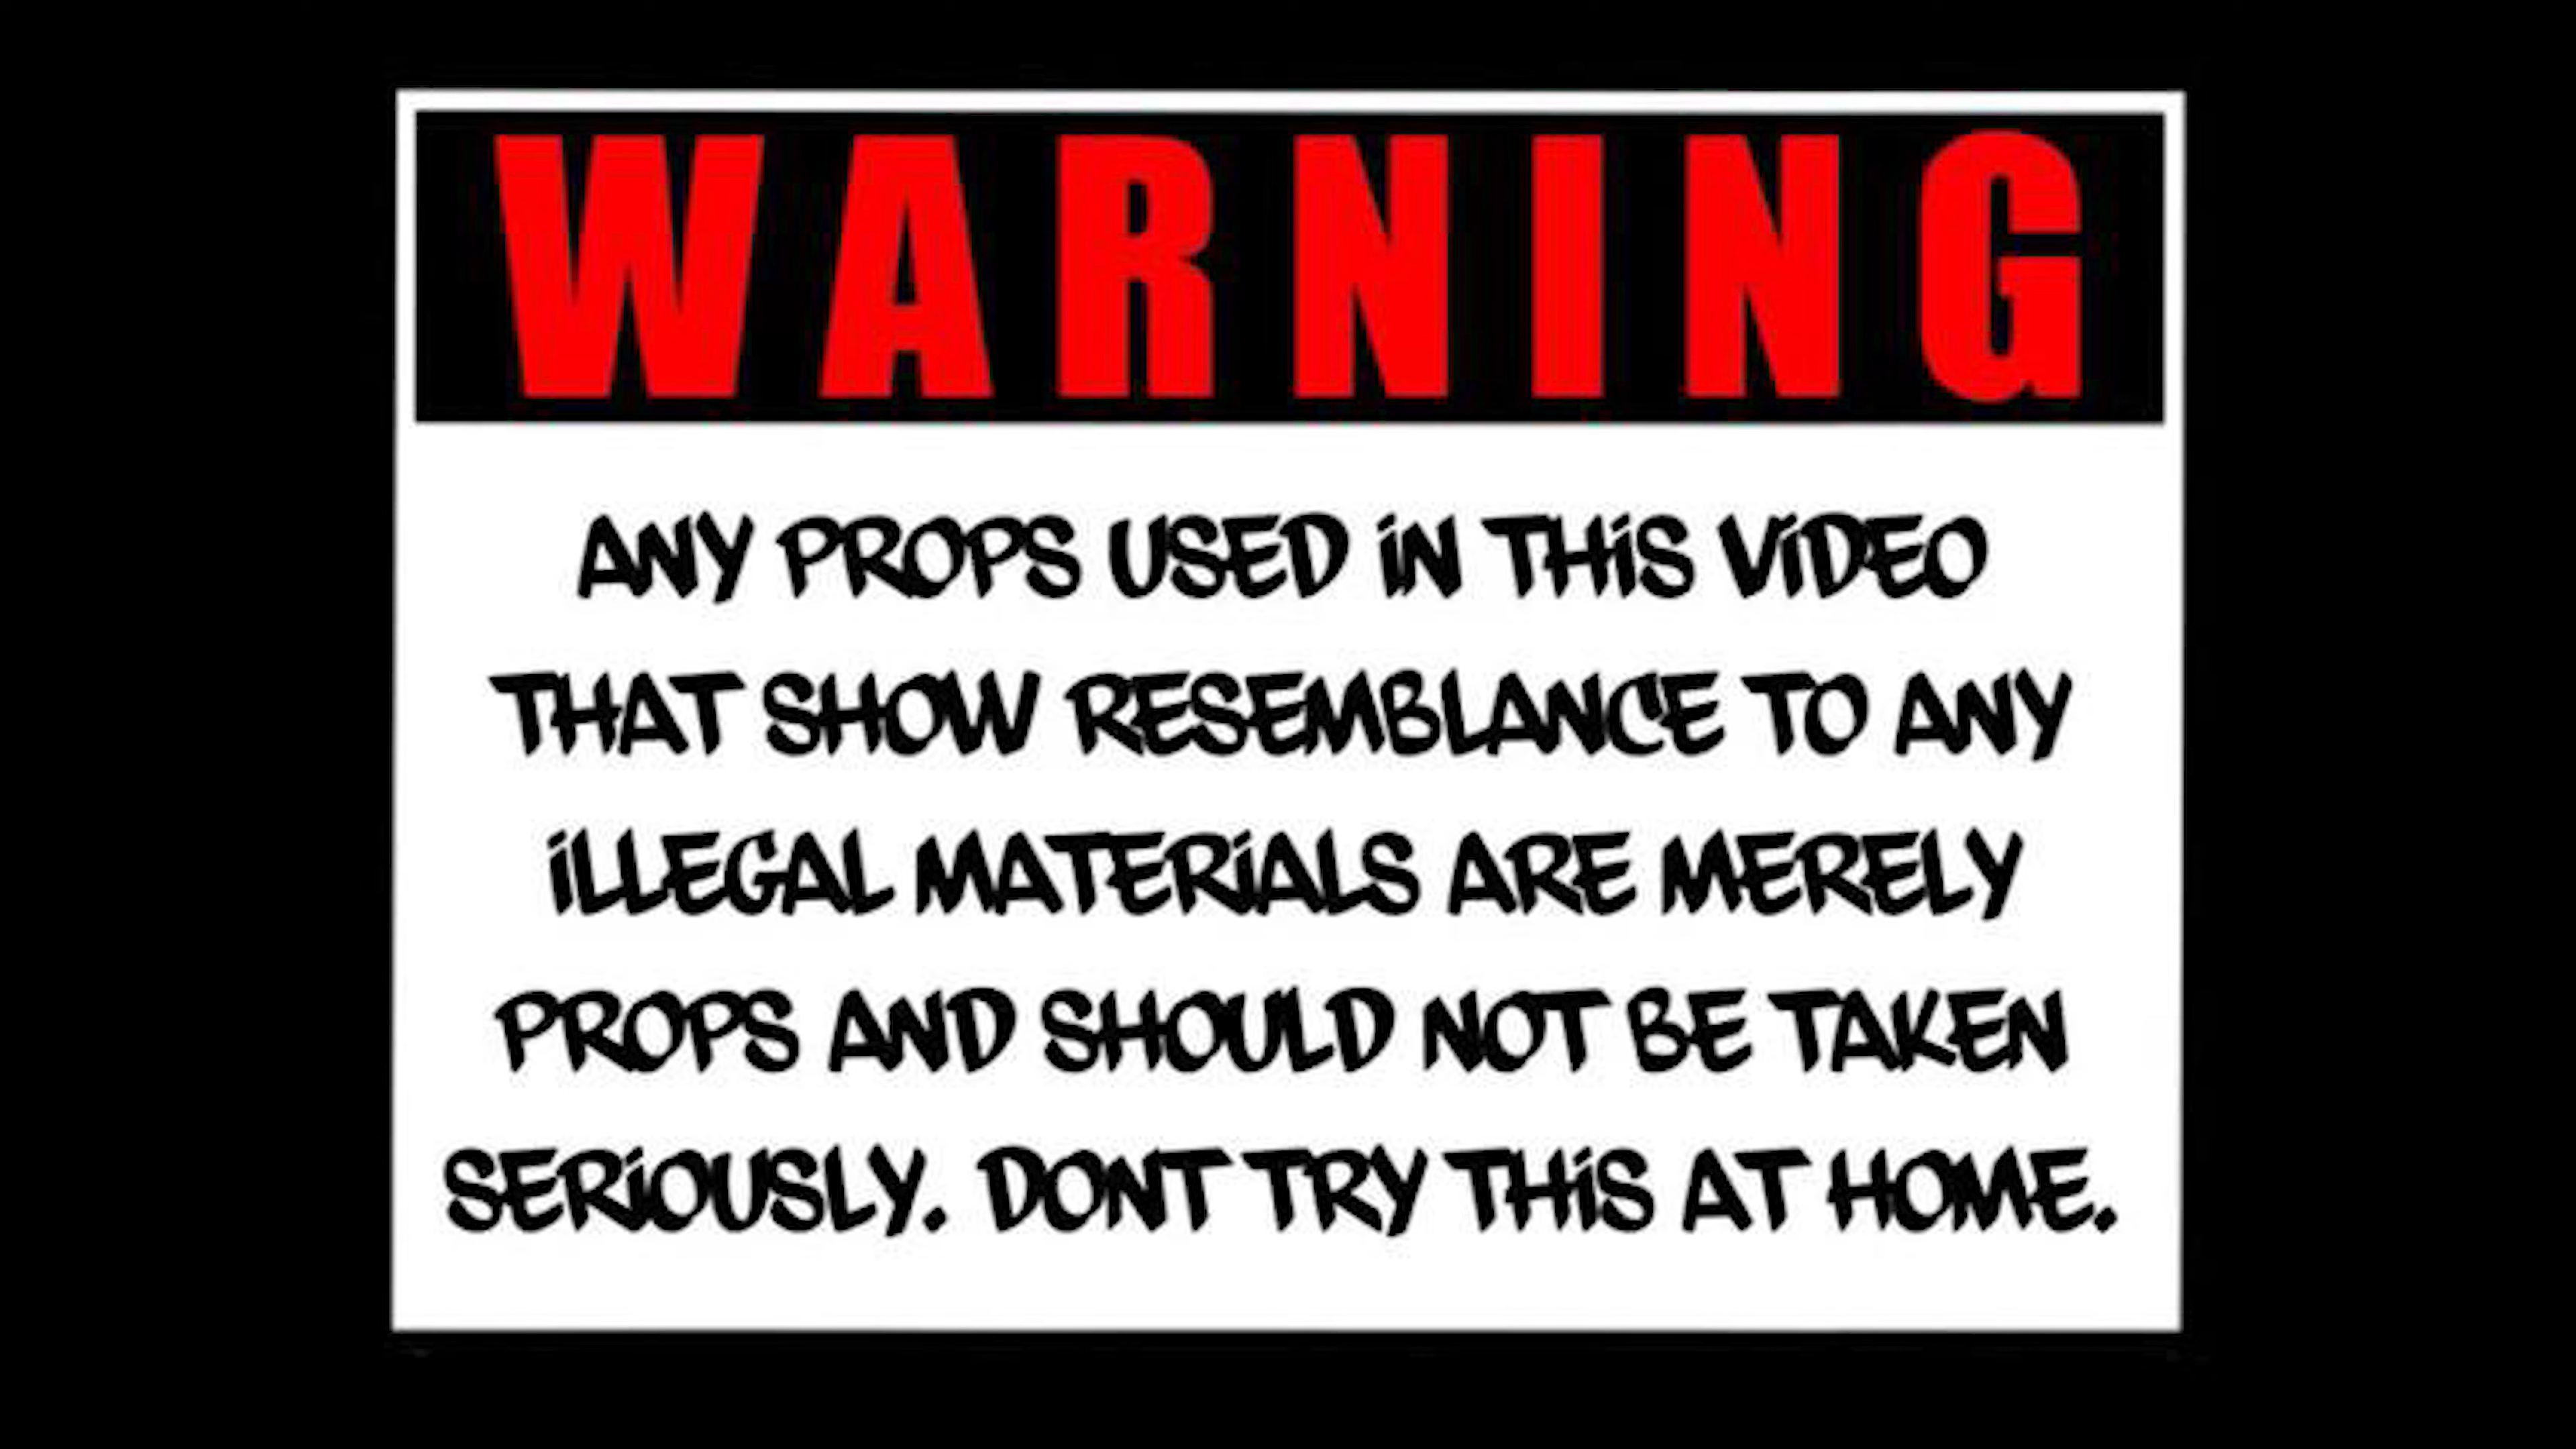 WARNING
ANY PROPS USED iN THiS ViDEO
THAT SHOW RESEMBLANCE TO ANY
iLLEGAL MATERiALS ARE MERELY
PROPS AND SHOULD NOT BE TAKEN
SERiOUSLY. DONT TRY THiS AT HOME.